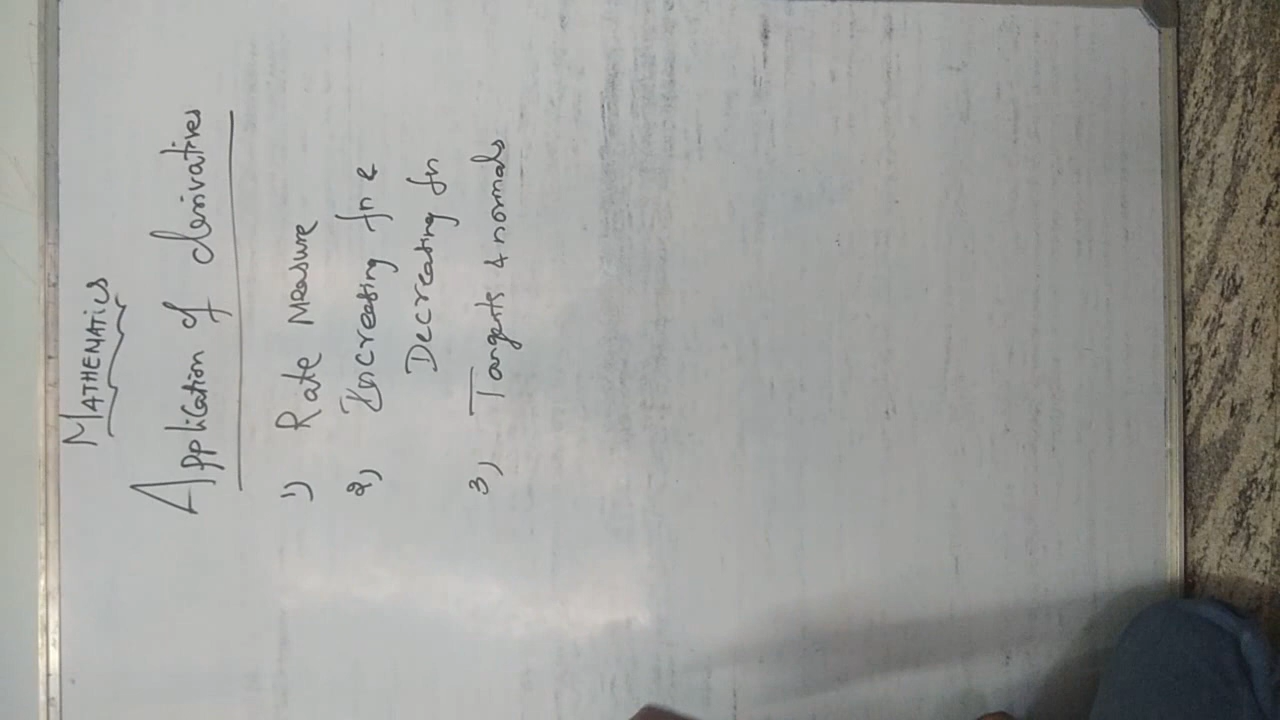 MATHEMATICS
Application of derivatives
1) Rate Measure
2) Increasing fn &
Decreasing fn
3) Tangents & normals